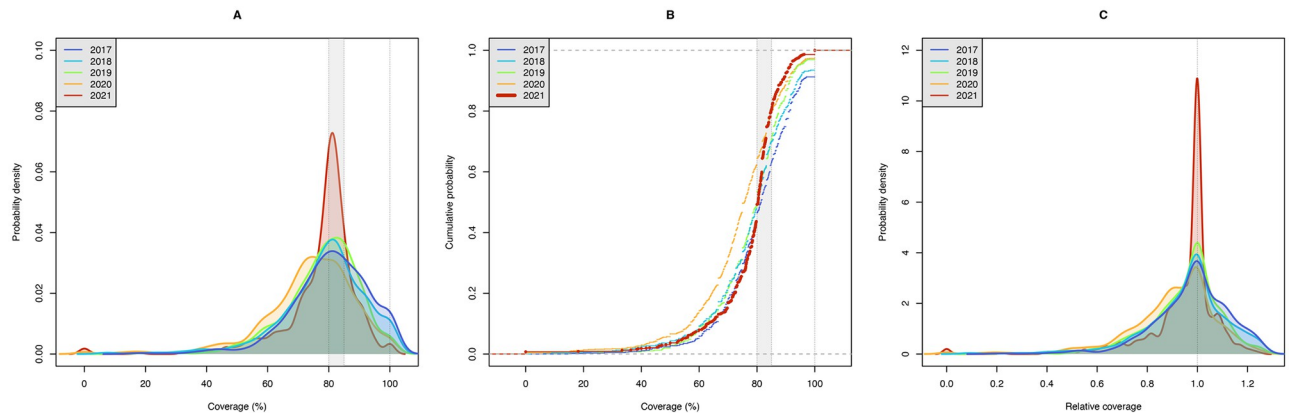 A
0.10
0.08
0.06
0.04
0.02
0.00
Probability density
2017
2018
2019
2020
2021
0 20 40 60 80 100
Coverage (%)
B
1.0
0.8
0.6
0.4
0.2
0.0
Cumulative probability
2017
2018
2019
2020
2021
0 20 40 60 80 100
Coverage (%)
C
12
10
8
6
4
2
0
Probability density
2017
2018
2019
2020
2021
0.0 0.2 0.4 0.6 0.8 1.0 1.2
Relative coverage